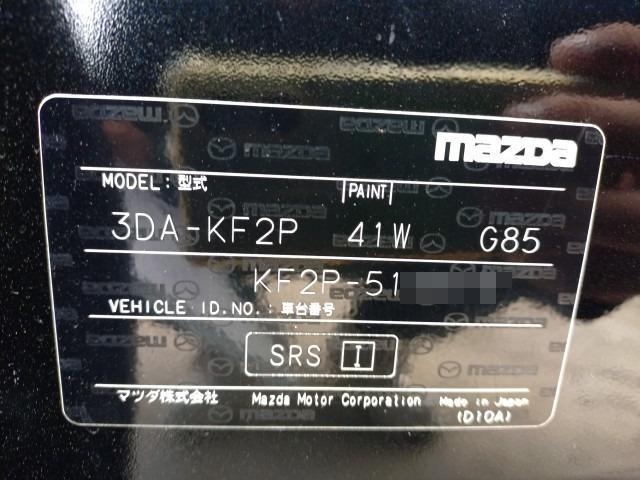 mazda
MODEL: 型式 PAINT
3DA-KF2P 41W G85
KF2P-51
VEHICLE ID.NO.: 車台番号
SRS I
マツダ株式会社 Mazda Motor Corporation Made in Japan
(D10A)